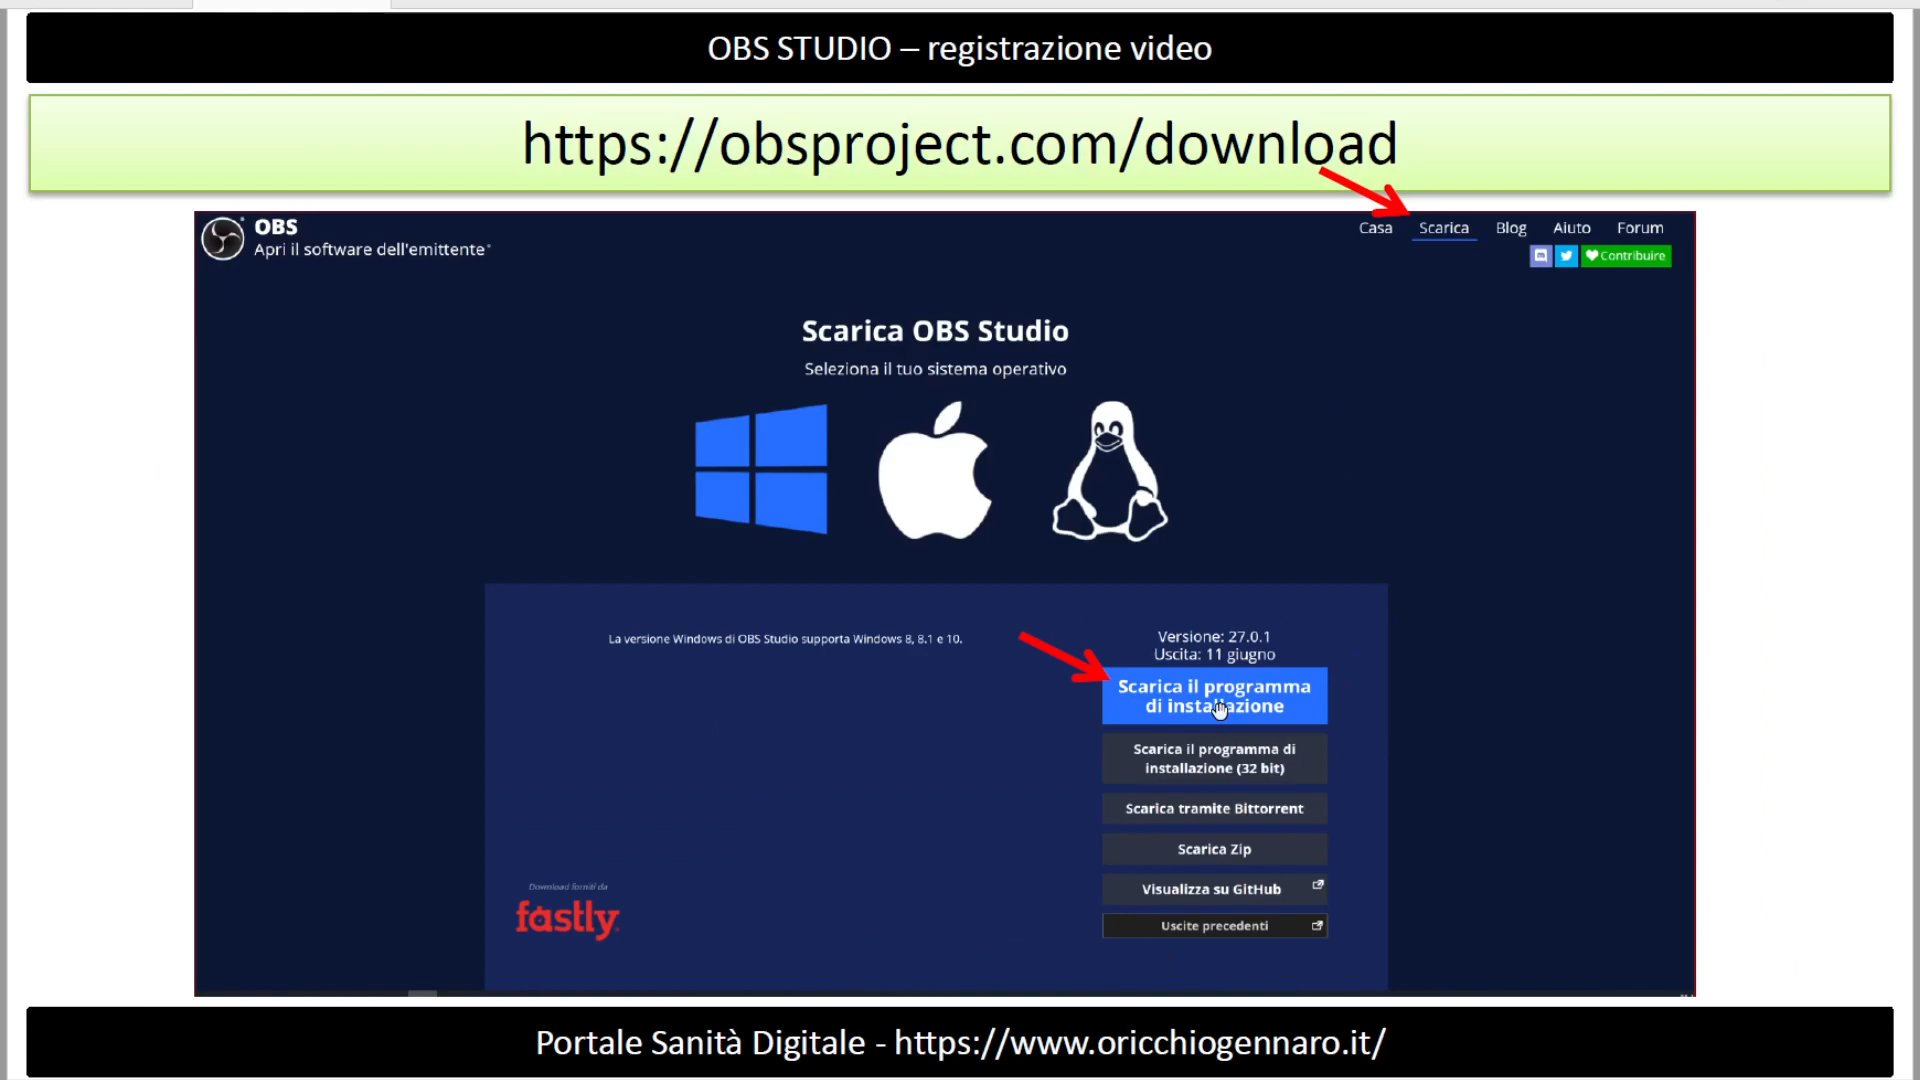 OBS STUDIO – registrazione video
https://obsproject.com/download
OBS
Apri il software dell'emittente
Casa Scarica Blog Aiuto Forum
Contribuire
Scarica OBS Studio
Seleziona il tuo sistema operativo
La versione Windows di OBS Studio supporta Windows 8, 8.1 e 10.
Versione: 27.0.1
Uscita: 11 giugno
Scarica il programma
di installazione
Scarica il programma di
installazione (32 bit)
Scarica tramite Bittorrent
Scarica Zip
Visualizza su GitHub
Uscite precedenti
Download forniti da
fastly
Portale Sanità Digitale - https://www.oricchiogennaro.it/